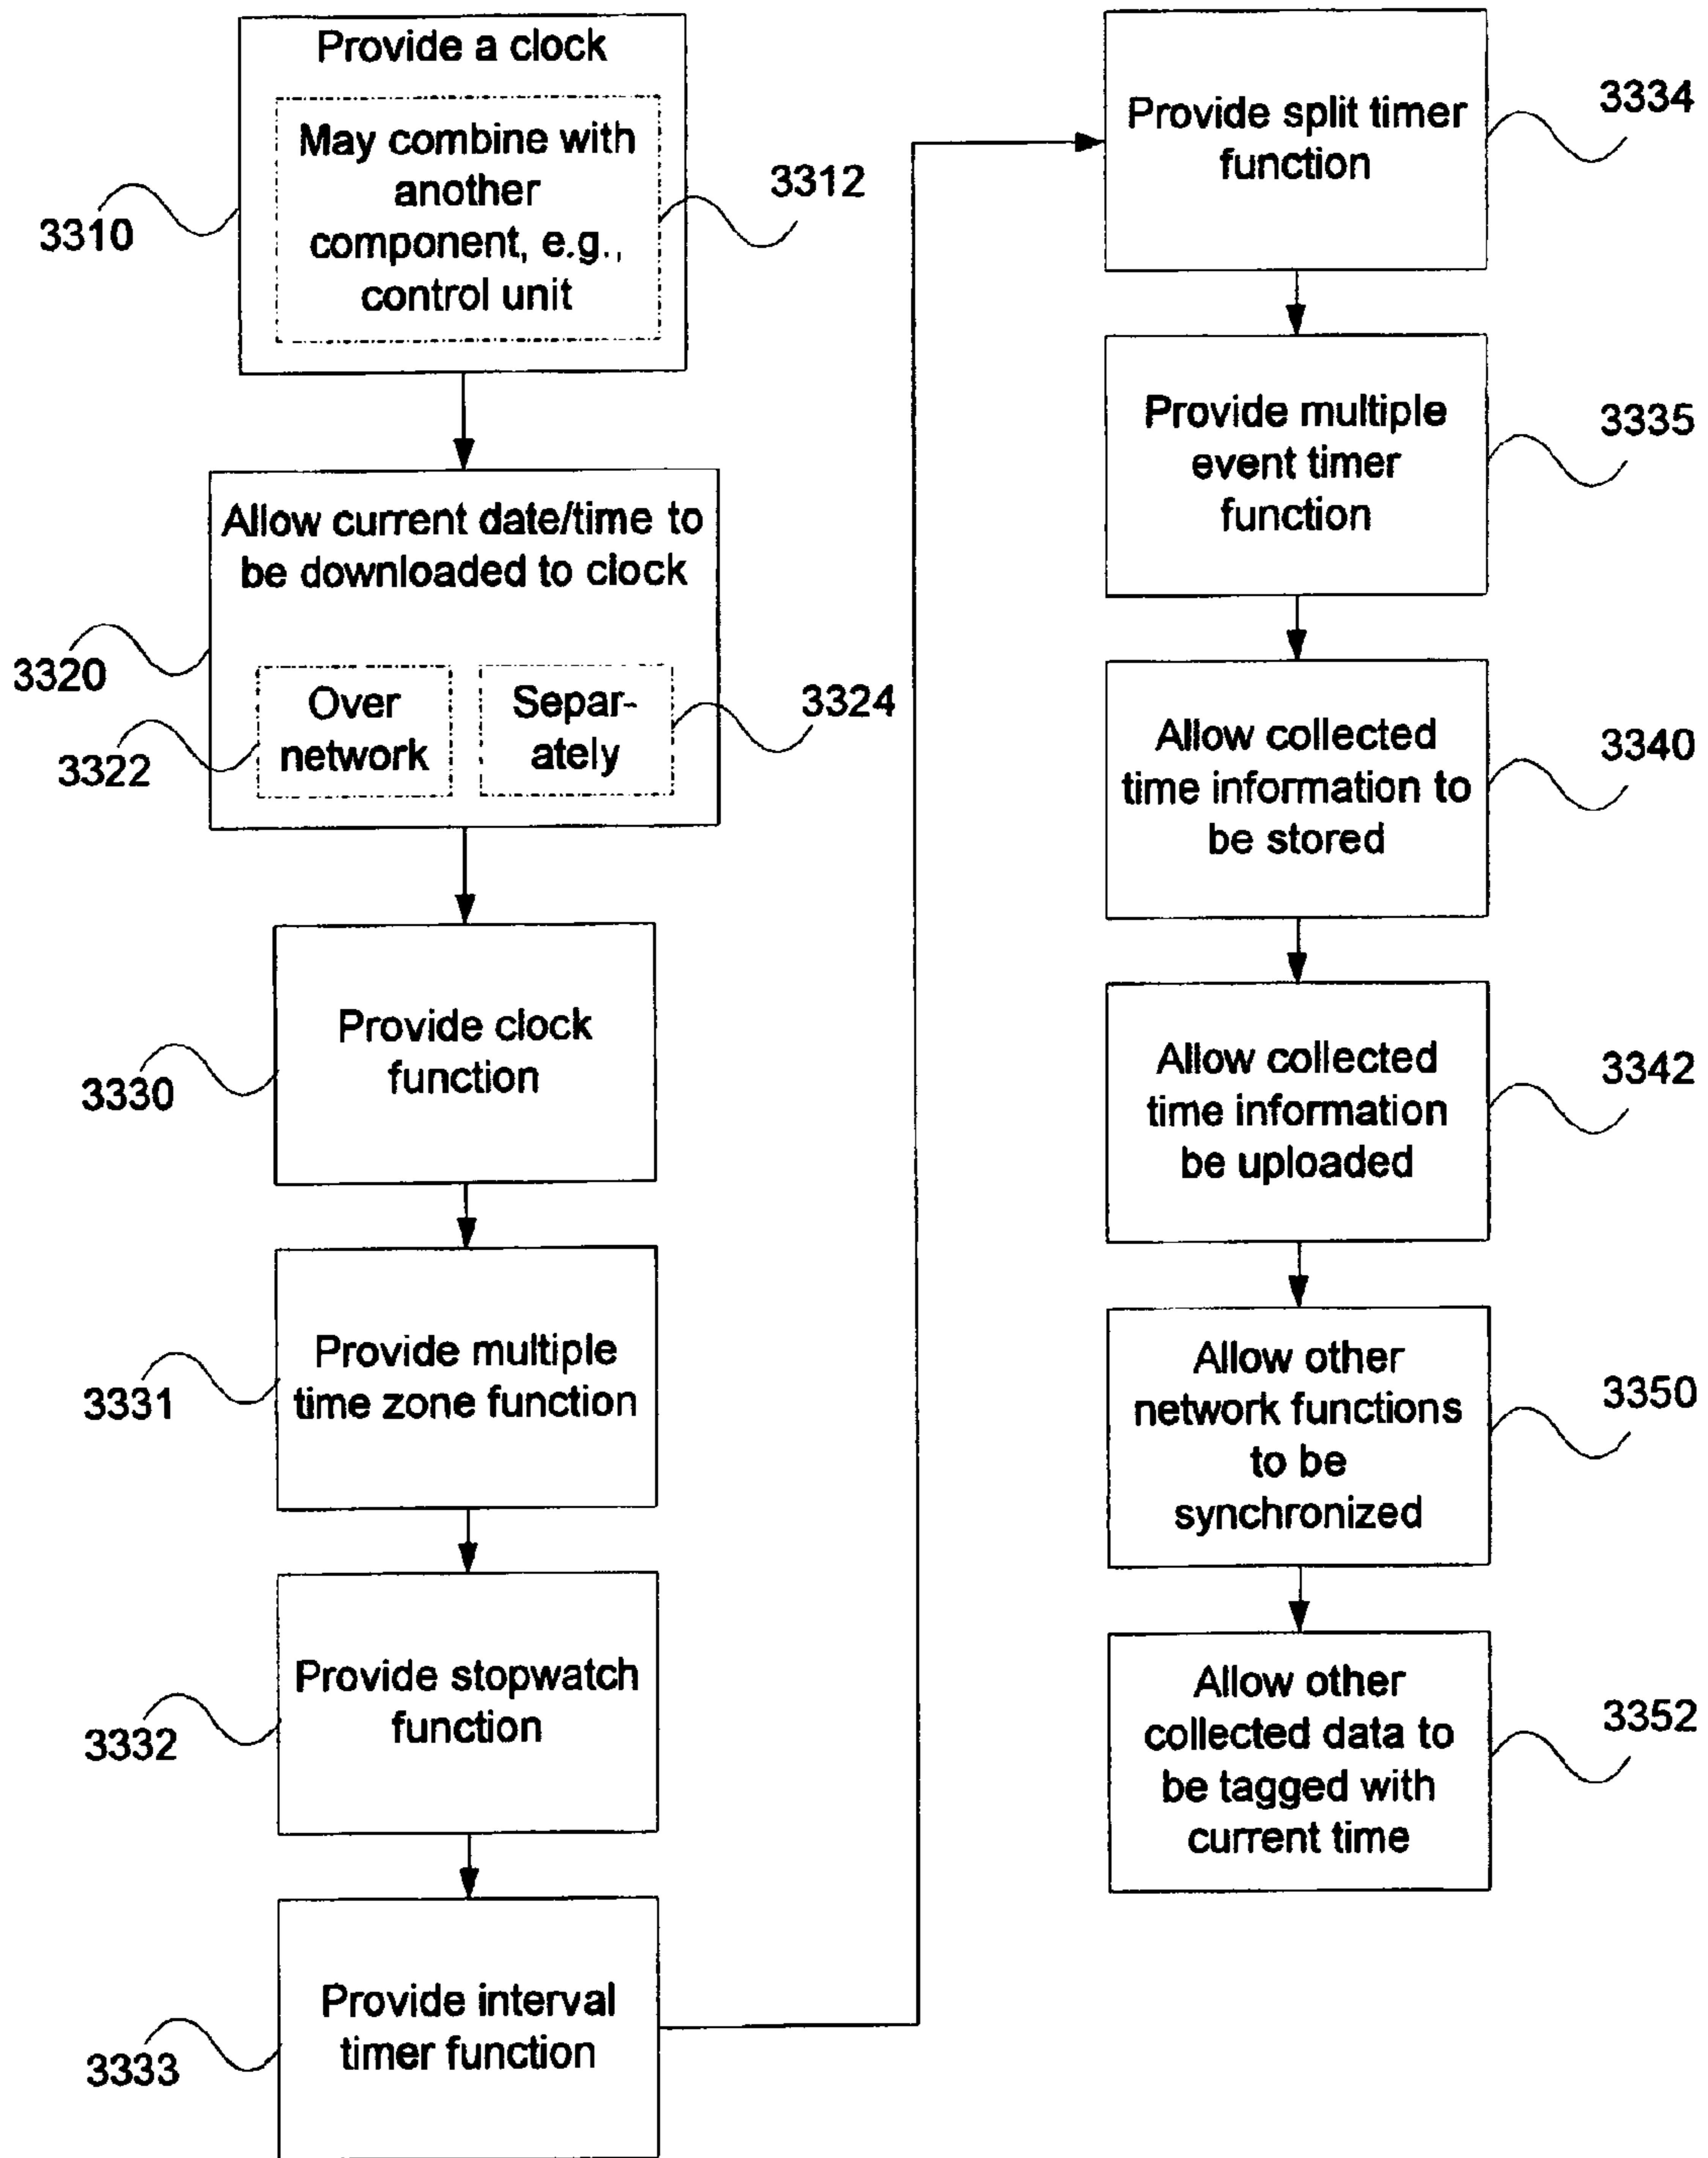 Provide a clock
May combine with
another
component, e.g.,
control unit
3310
3312
Allow current date/time to
be downloaded to clock
3320
Over
network
3322
Separ-
ately
3324
Provide clock
function
3330
Provide multiple
time zone function
3331
Provide stopwatch
function
3332
Provide interval
timer function
3333
Provide split timer
function
3334
Provide multiple
event timer
function
3335
Allow collected
time information to
be stored
3340
Allow collected
time information
be uploaded
3342
Allow other
network functions
to be
synchronized
3350
Allow other
collected data to
be tagged with
current time
3352